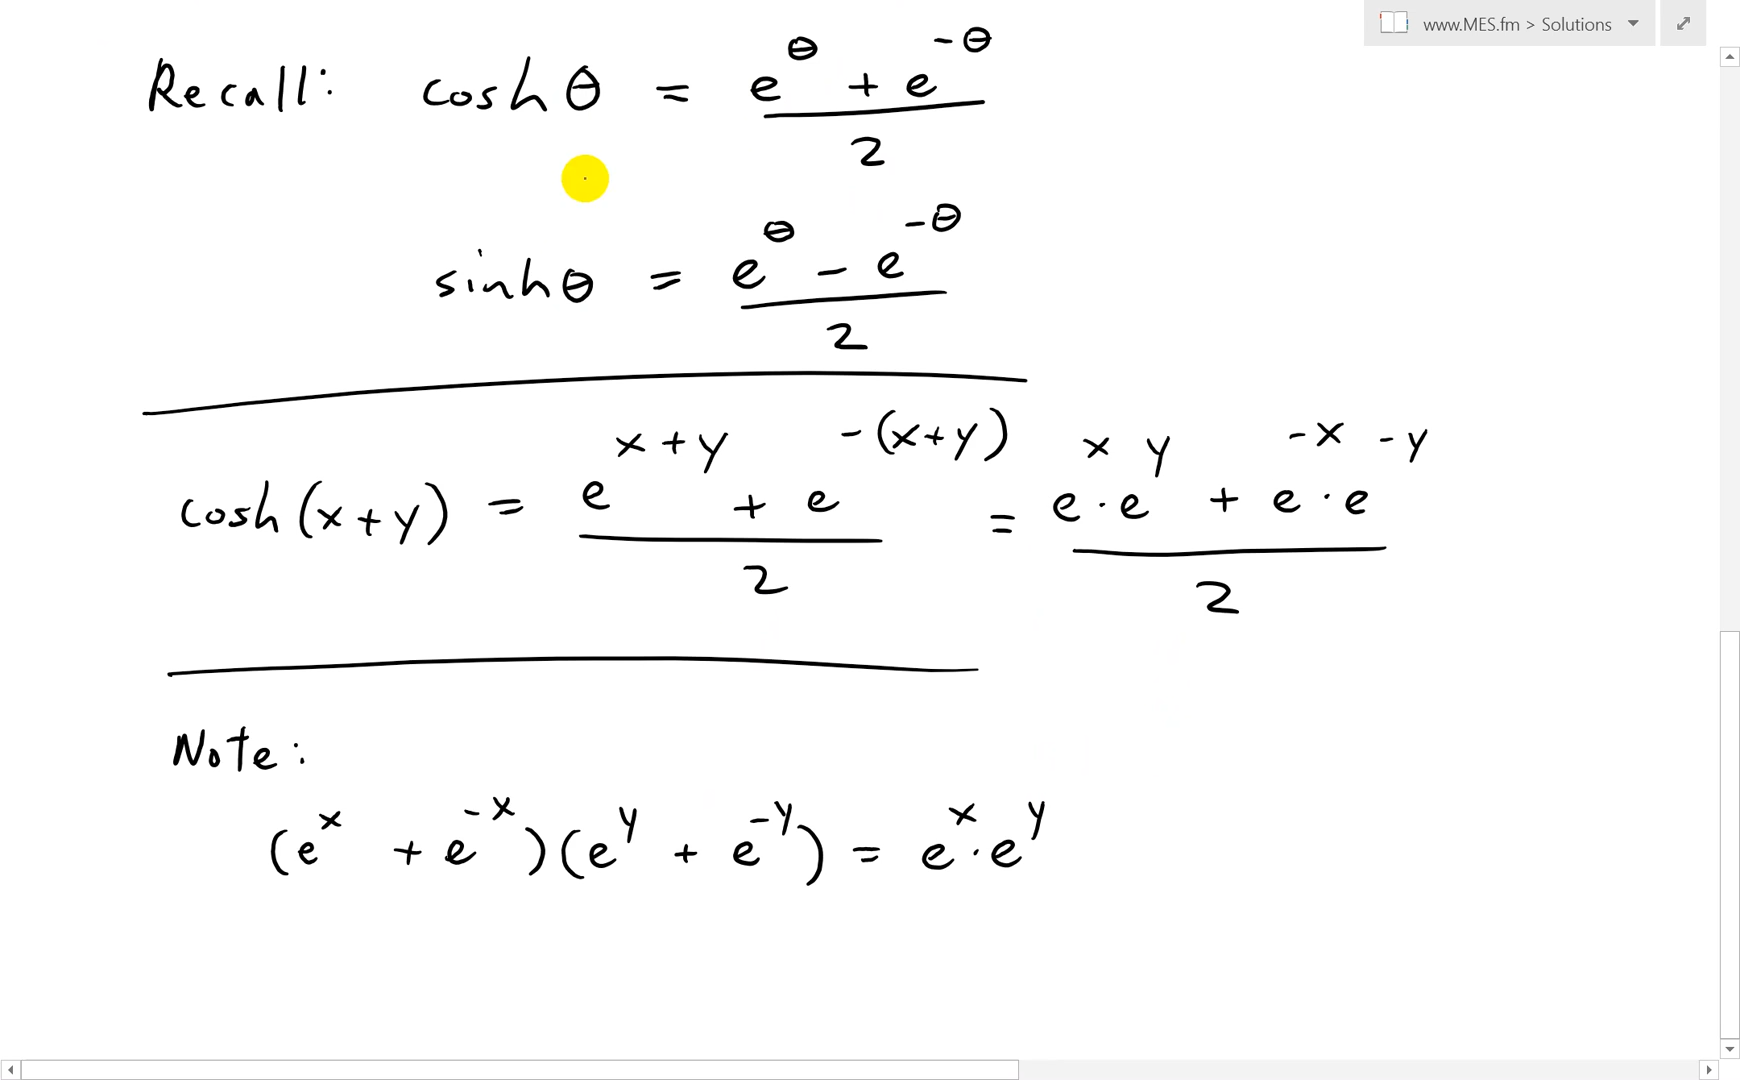 www.MES.fm > Solutions
Recall: cosh θ = (e^θ + e^-θ)/2
sinh θ = (e^θ - e^-θ)/2
cosh(x+y) = (e^(x+y) + e^-(x+y))/2 = (e^x · e^y + e^-x · e^-y)/2
Note:
(e^x + e^-x)(e^y + e^-y) = e^x · e^y